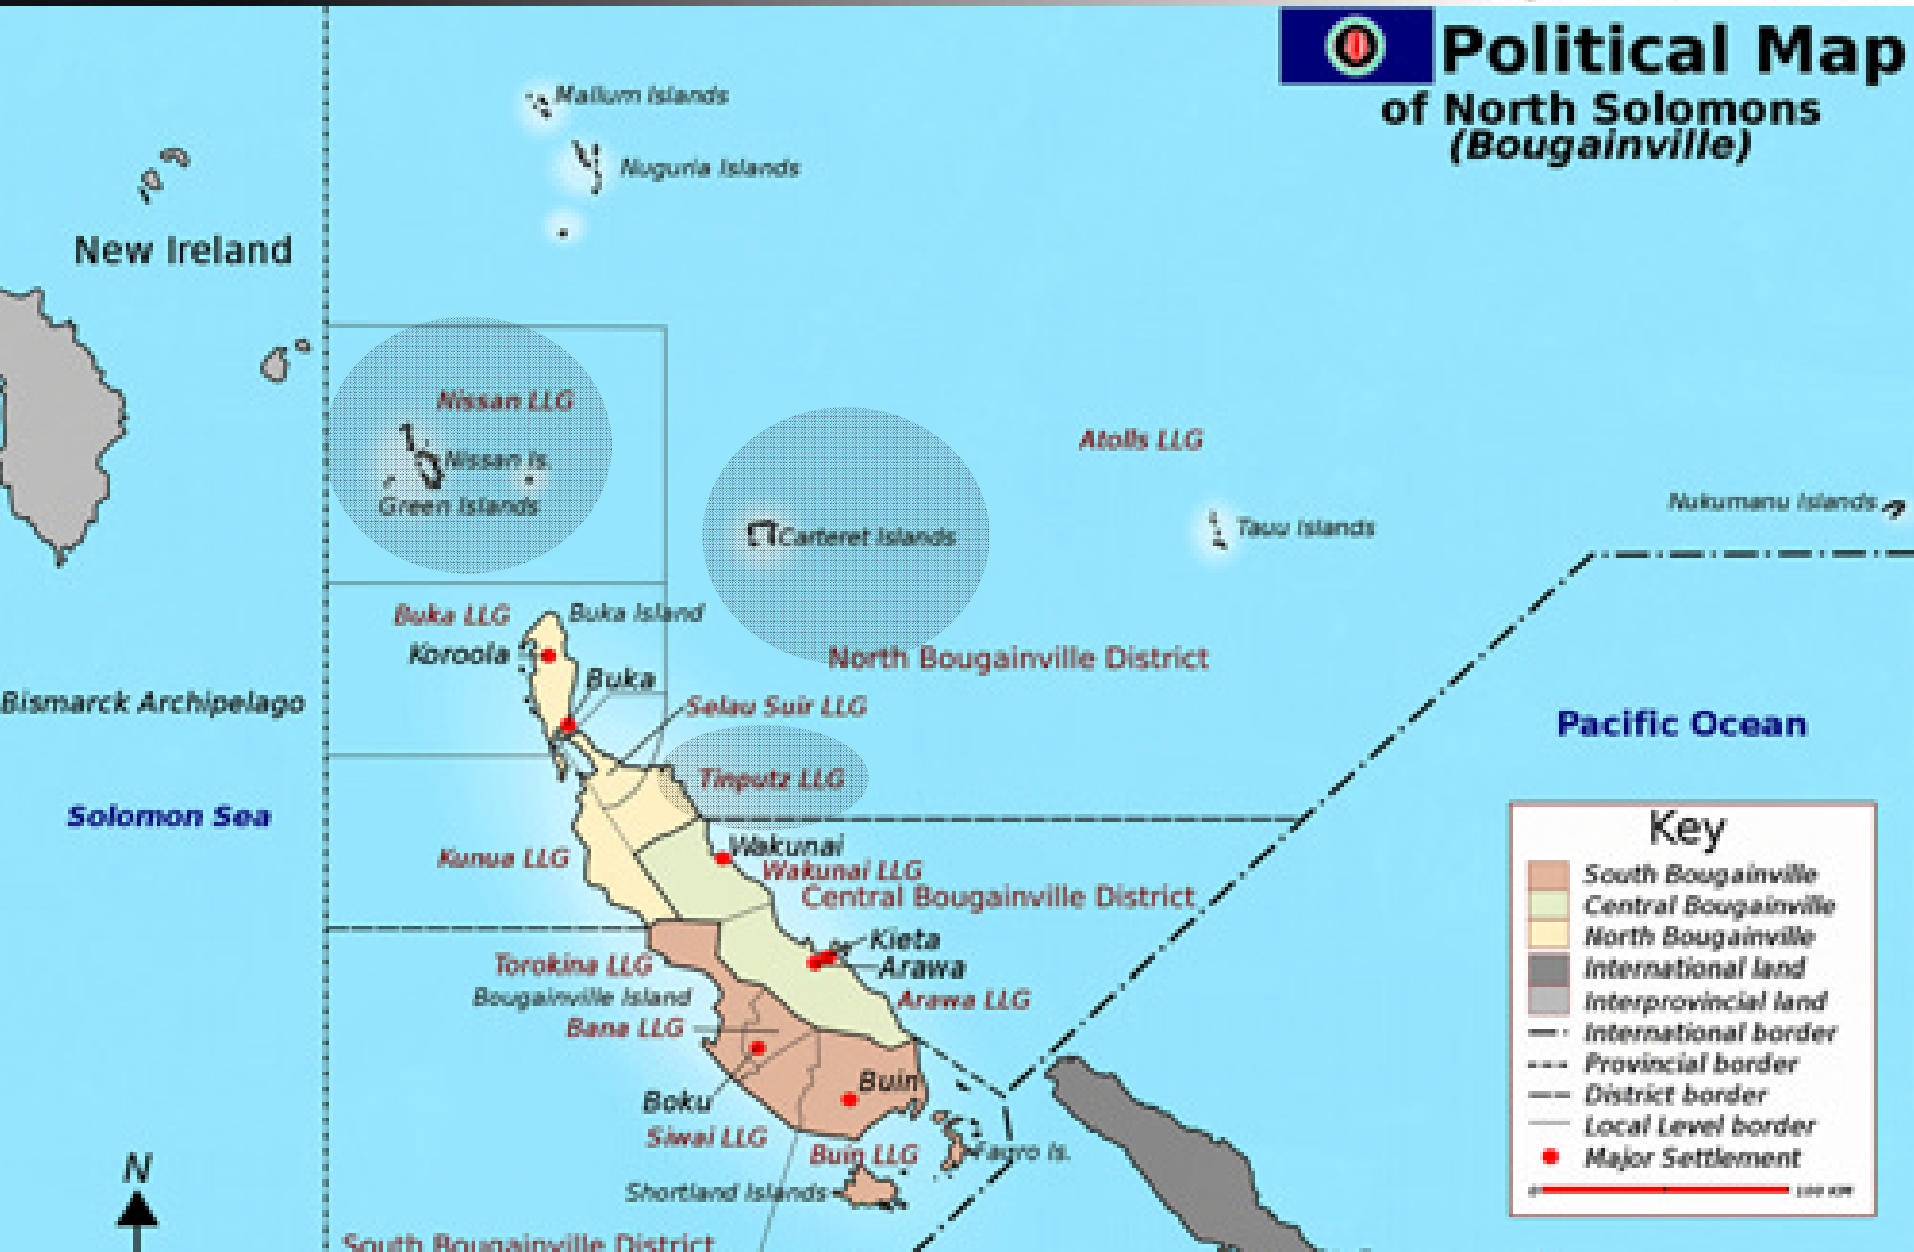 Political Map
of North Solomons
(Bougainville)
Malium Islands
Nuguria Islands
New Ireland
Nissan LLG
Nissan Is.
Green Islands
Carteret Islands
Atolls LLG
Tauu Islands
Nukumanu Islands
Buka LLG
Buka Island
Koroola
Buka
North Bougainville District
Bismarck Archipelago
Selau Suir LLG
Pacific Ocean
Tinputz LLG
Solomon Sea
Kunua LLG
Wakunai
Wakunai LLG
Central Bougainville District
Kieta
Arawa
Torokina LLG
Bougainville Island
Arawa LLG
Bana LLG
Buin
Boku
Siwai LLG
Buin LLG
Fauro Is.
Shortland Islands
South Bougainville District
N
Key
South Bougainville
Central Bougainville
North Bougainville
International land
Interprovincial land
International border
Provincial border
District border
Local Level border
Major Settlement
0 100 KM